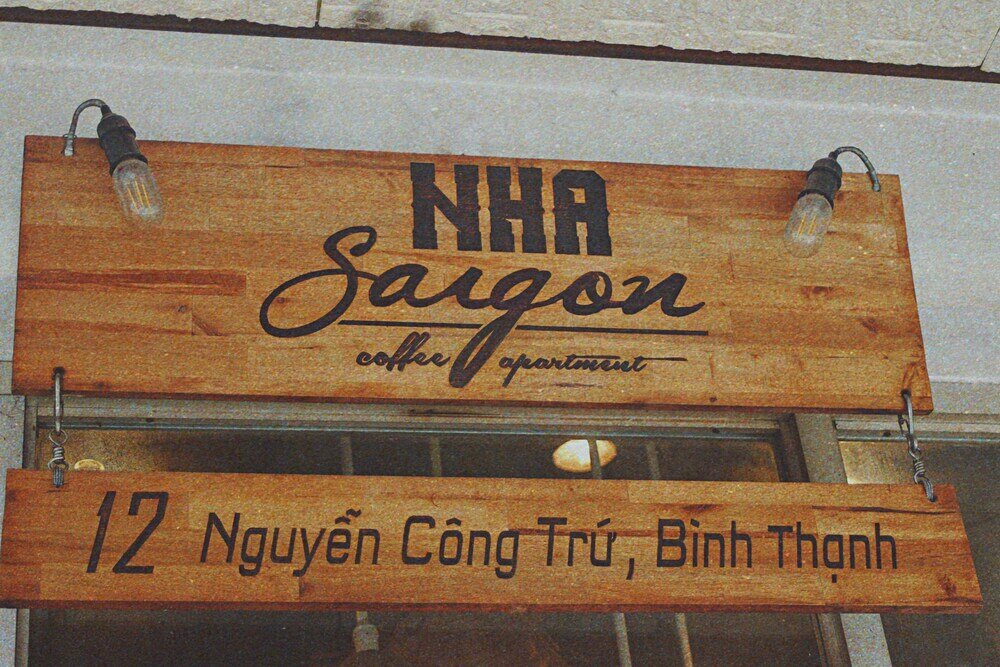 NHA
Saigon
coffee apartment
12 Nguyễn Công Trứ, Bình Thạnh